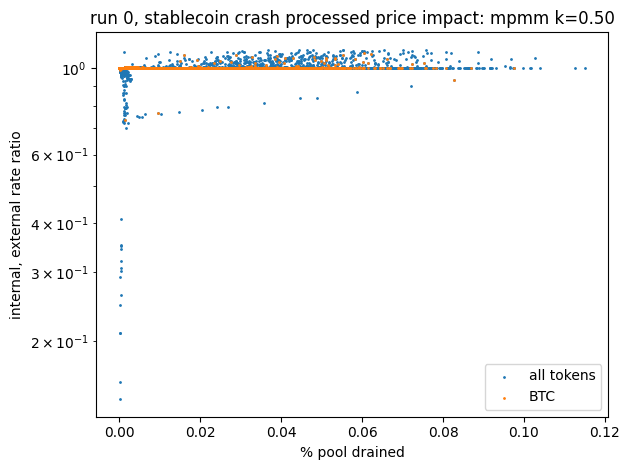 run 0, stablecoin crash processed price impact: mpmm k=0.50
internal, external rate ratio
10⁰
6 × 10⁻¹
4 × 10⁻¹
3 × 10⁻¹
2 × 10⁻¹
0.00 0.02 0.04 0.06 0.08 0.10 0.12
% pool drained
all tokens
BTC